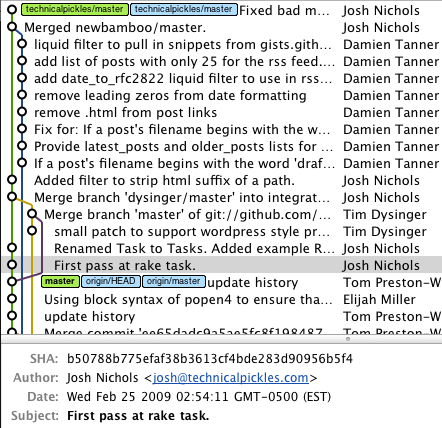 technicalpickles/master technicalpickles/master Fixed bad m... Josh Nichols
Merged newbamboo/master. Josh Nichols
liquid filter to pull in snippets from gists.gith... Damien Tanner
add list of posts with only 25 for the rss feed.... Damien Tanner
add date_to_rfc2822 liquid filter to use in rss... Damien Tanner
remove leading zeros from date formatting Damien Tanner
remove .html from post links Damien Tanner
Fix for: If a post's filename begins with the w... Damien Tanner
Provide latest_posts and older_posts lists for ... Damien Tanner
If a post's filename begins with the word 'draf... Damien Tanner
Added filter to strip html suffix of a path. Josh Nichols
Merge branch 'dysinger/master' into integrat... Josh Nichols
Merge branch 'master' of git://github.com/... Tim Dysinger
small patch to support wordpress style pr... Tim Dysinger
Renamed Task to Tasks. Added example R... Josh Nichols
First pass at rake task. Josh Nichols
master origin/HEAD origin/master update history Tom Preston-W
Using block syntax of popen4 to ensure tha... Elijah Miller
update history Tom Preston-W
Merge commit Tom Preston-W
SHA: b50788b775efaf38b3613cf4bde283d90956b5f4
Author: Josh Nichols <josh@technicalpickles.com>
Date: Wed Feb 25 2009 02:54:11 GMT-0500 (EST)
Subject: First pass at rake task.